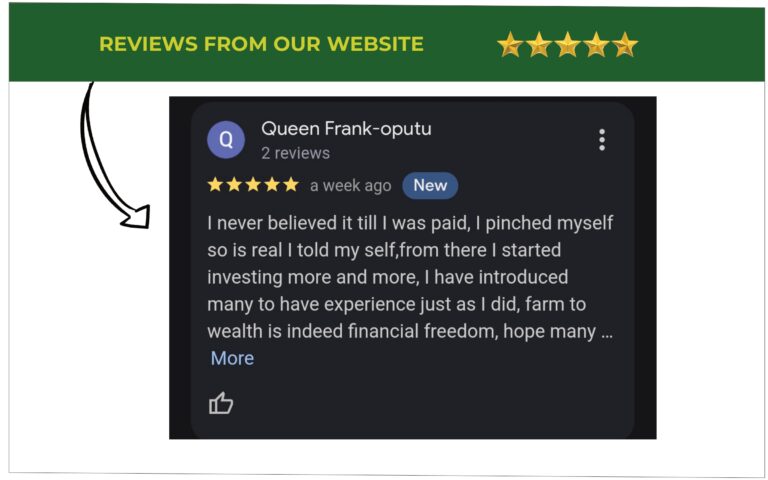 REVIEWS FROM OUR WEBSITE
Q
Queen Frank-oputu
2 reviews
a week ago New
I never believed it till I was paid, I pinched myself
so is real I told my self,from there I started
investing more and more, I have introduced
many to have experience just as I did, farm to
wealth is indeed financial freedom, hope many ...
More